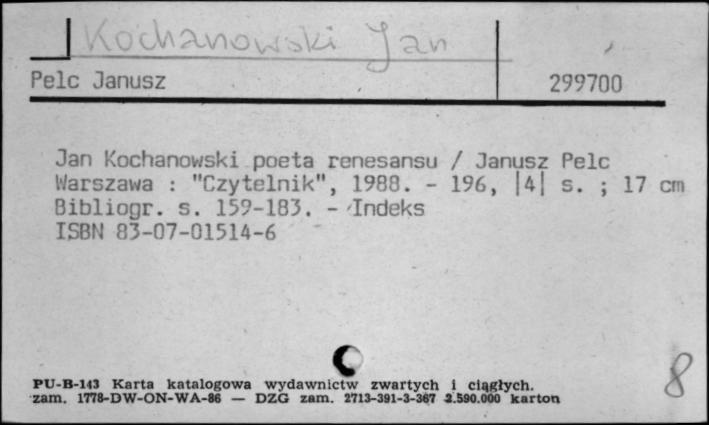 Kochanowski Jan
Pelc Janusz 299700
Jan Kochanowski poeta renesansu / Janusz Pelc
Warszawa : "Czytelnik", 1988. - 196, |4| s. ; 17 cm
Bibliogr. s. 159-183. - Indeks
ISBN 83-07-01514-6
8
PU-B-143 Karta katalogowa wydawnictw zwartych i ciągłych.
zam. 1778-DW-ON-WA-86 — DZG zam. 2713-391-3-367 2.590.000 karton